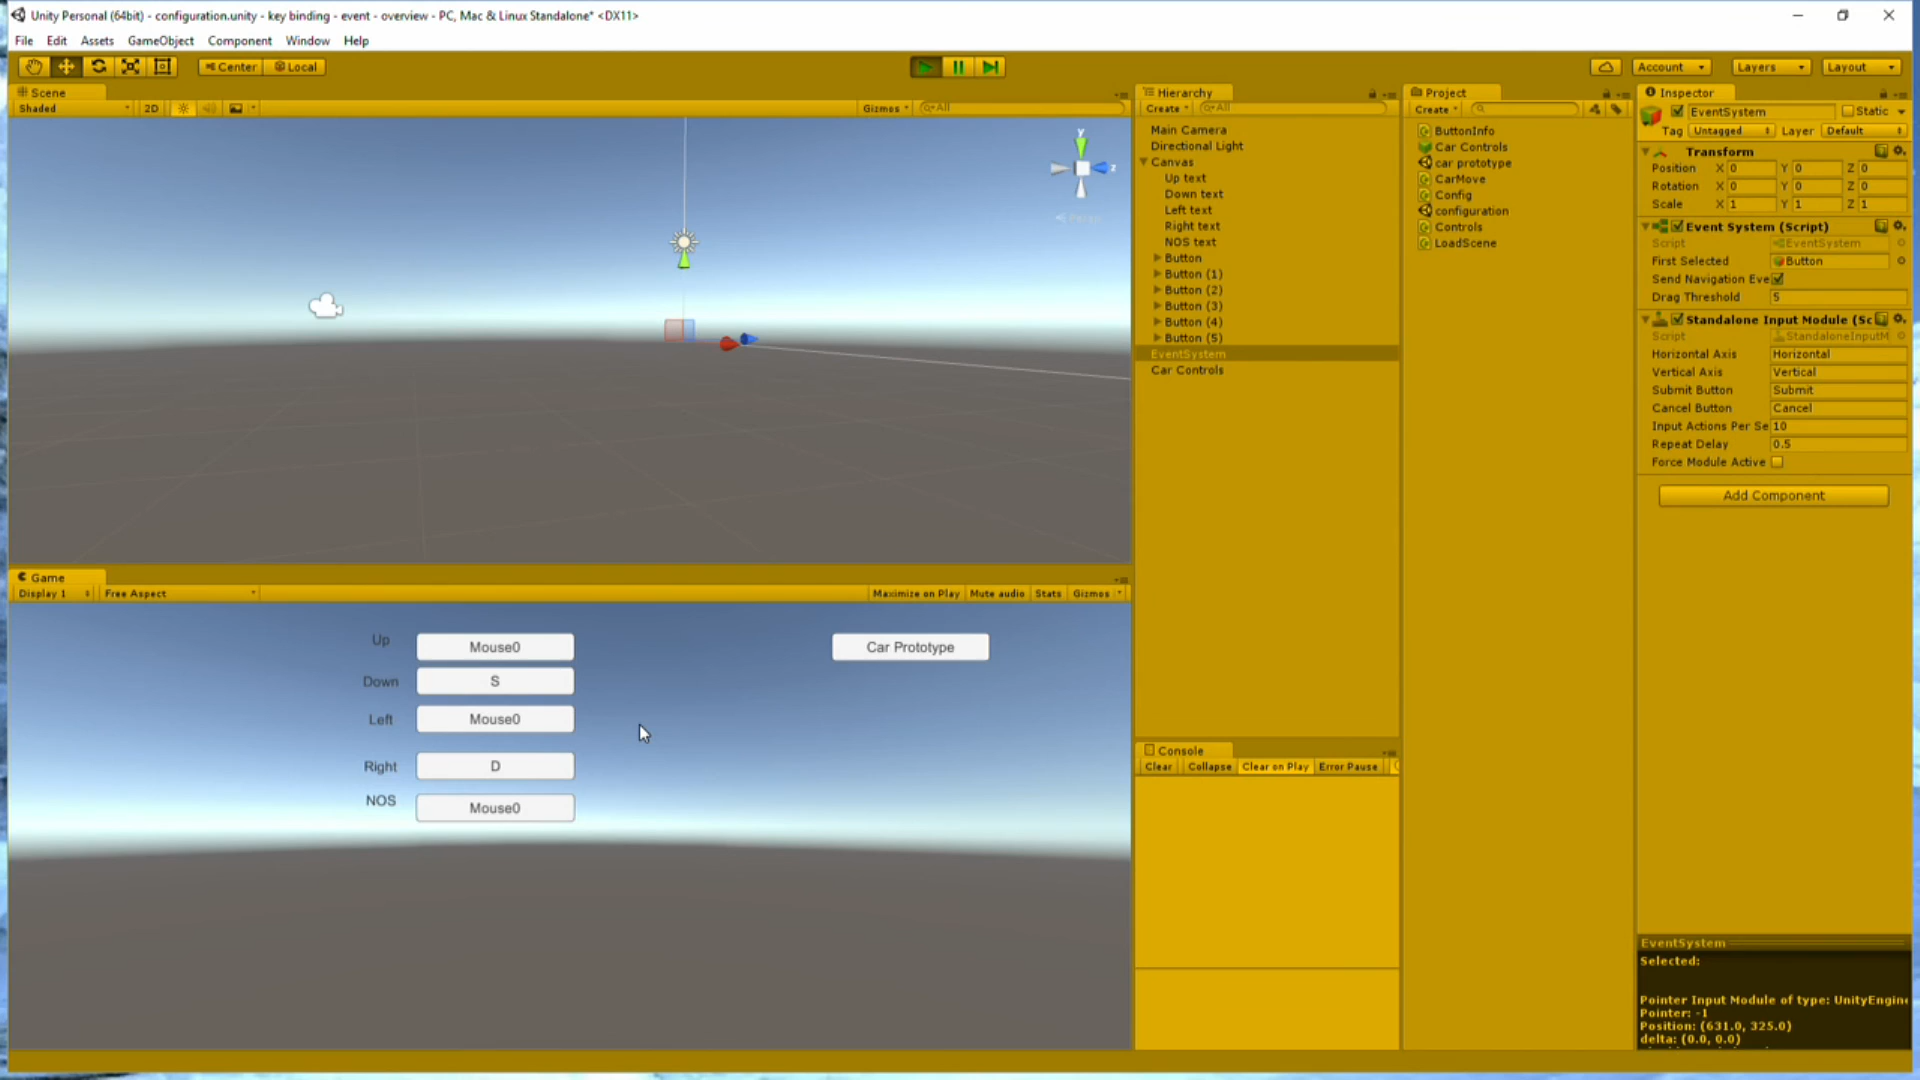 Unity Personal (64bit) - configuration.unity - key binding - event - overview - PC, Mac & Linux Standalone* <DX11>
File Edit Assets GameObject Component Window Help
Center Local Account Layers Layout
Scene
Shaded 2D Gizmos All
y
z
Persp
Game
Display 1 Free Aspect Maximize on Play Mute audio Stats Gizmos
Up Mouse0 Car Prototype
Down S
Left Mouse0
Right D
NOS Mouse0
Hierarchy
Create All
Main Camera
Directional Light
Canvas
Up text
Down text
Left text
Right text
NOS text
Button
Button (1)
Button (2)
Button (3)
Button (4)
Button (5)
EventSystem
Car Controls
Console
Clear Collapse Clear on Play Error Pause
Project
Create
ButtonInfo
Car Controls
car prototype
CarMove
Config
configuration
Controls
LoadScene
Inspector
EventSystem Static
Tag Untagged Layer Default
Transform
Position X 0 Y 0 Z 0
Rotation X 0 Y 0 Z 0
Scale X 1 Y 1 Z 1
Event System (Script)
Script EventSystem
First Selected Button
Send Navigation Eve
Drag Threshold 5
Standalone Input Module (Sc
Script StandaloneInputM
Horizontal Axis Horizontal
Vertical Axis Vertical
Submit Button Submit
Cancel Button Cancel
Input Actions Per Se 10
Repeat Delay 0.5
Force Module Active
Add Component
EventSystem
Selected:
Pointer Input Module of type: UnityEngine
Pointer: -1
Position: (631.0, 325.0)
delta: (0.0, 0.0)